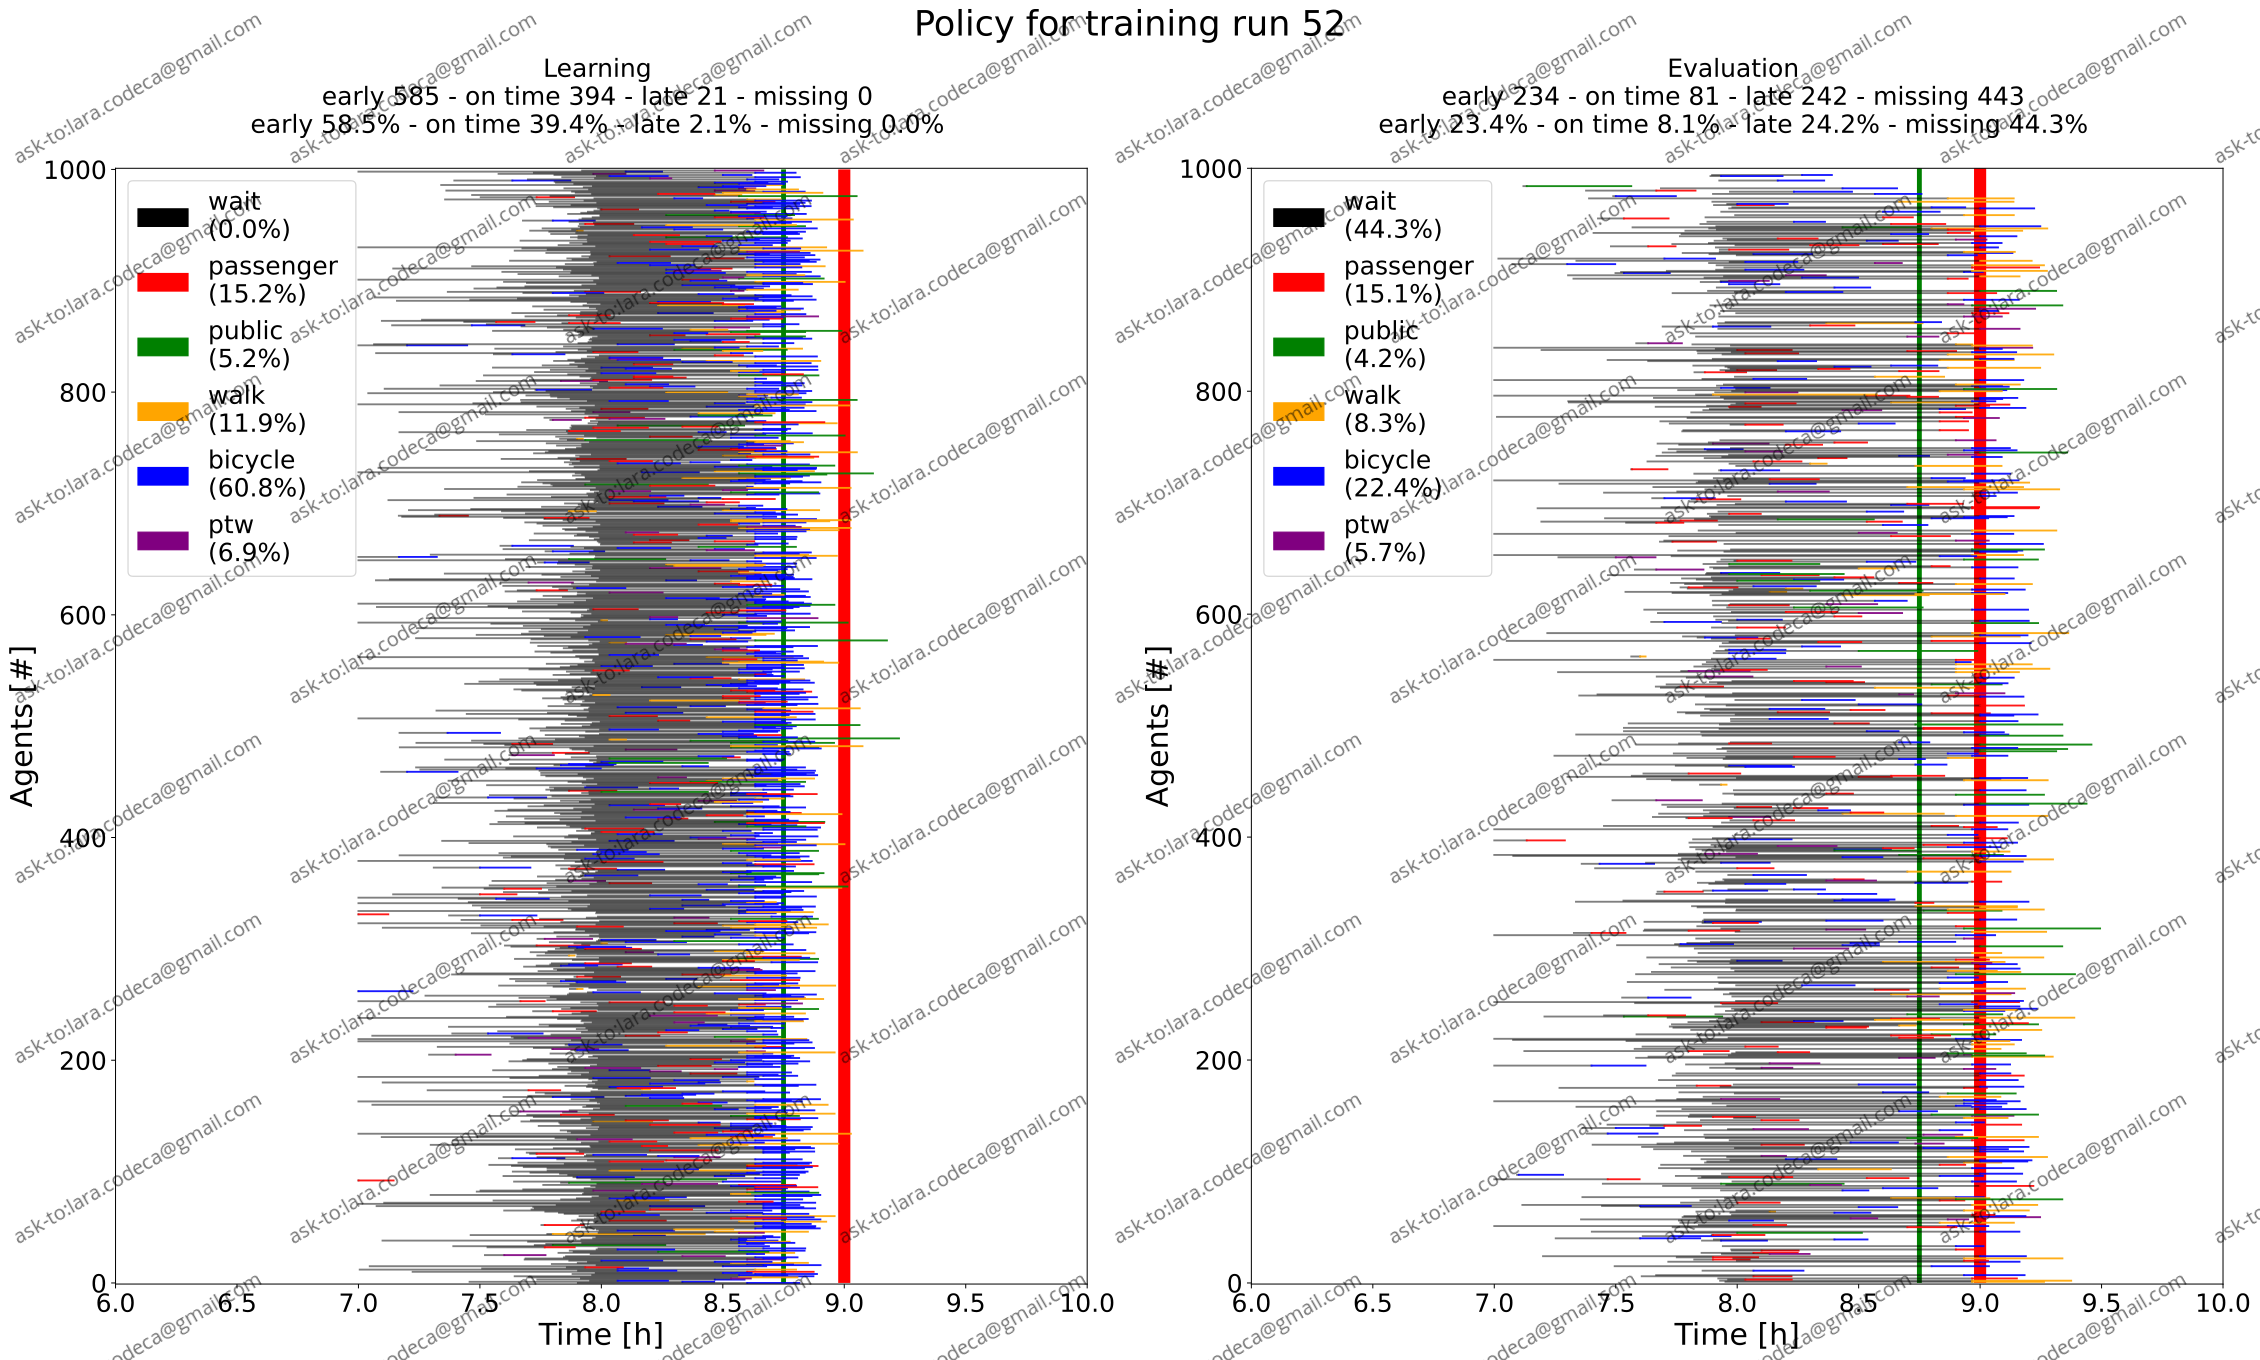 Policy for training run 52
Learning
early 585 - on time 394 - late 21 - missing 0
early 58.5% - on time 39.4% - late 2.1% - missing 0.0%
Evaluation
early 234 - on time 81 - late 242 - missing 443
early 23.4% - on time 8.1% - late 24.2% - missing 44.3%
wait
(0.0%)
passenger
(15.2%)
public
(5.2%)
walk
(11.9%)
bicycle
(60.8%)
ptw
(6.9%)
1000
800
600
400
200
0
Agents [#]
6.0 6.5 7.0 7.5 8.0 8.5 9.0 9.5 10.0
Time [h]
wait
(44.3%)
passenger
(15.1%)
public
(4.2%)
walk
(8.3%)
bicycle
(22.4%)
ptw
(5.7%)
1000
800
600
400
200
0
Agents [#]
6.0 6.5 7.0 7.5 8.0 8.5 9.0 9.5 10.0
Time [h]
ask-to:lara.codeca@gmail.com